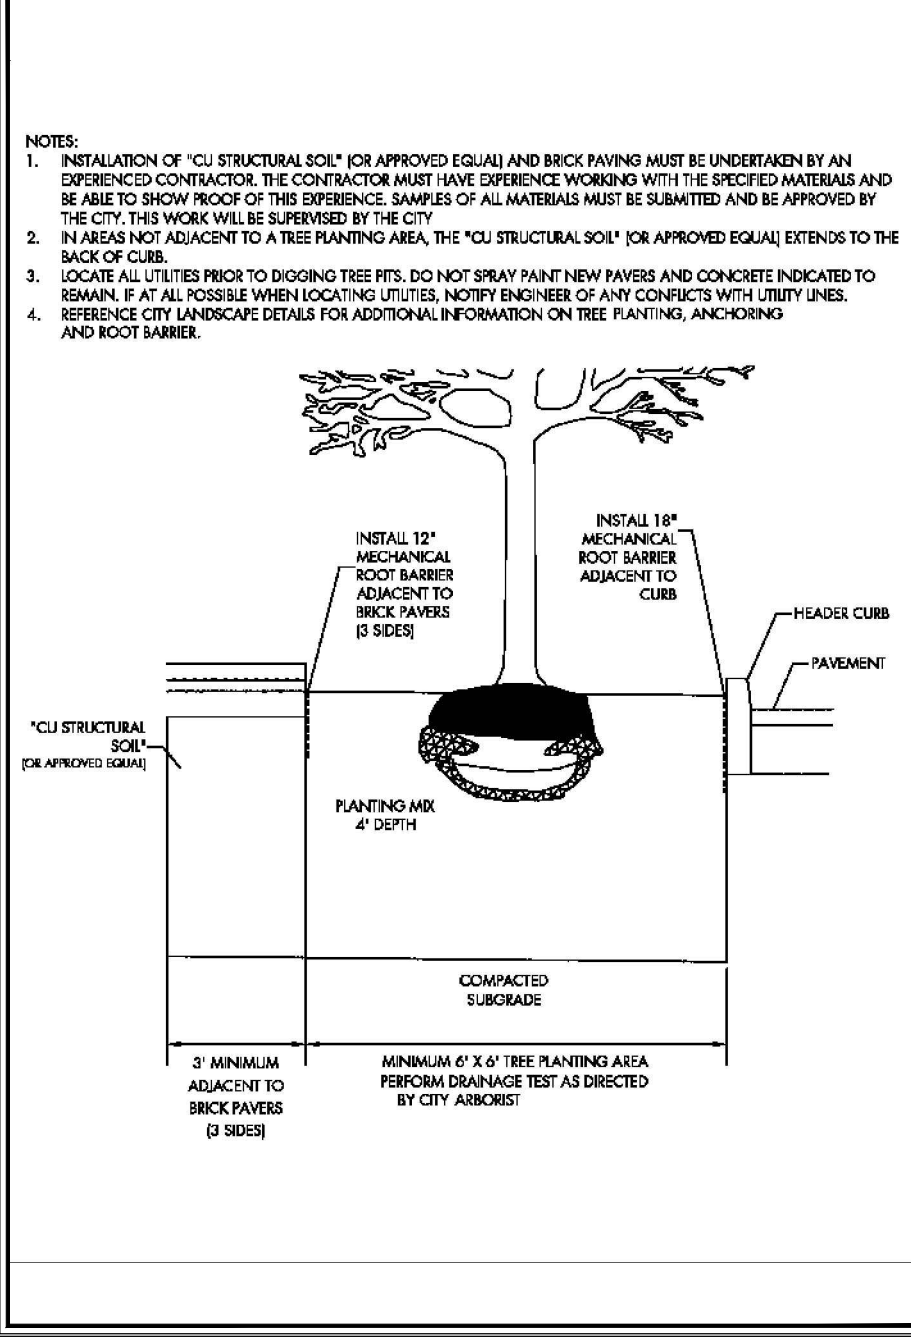 NOTES:
1. INSTALLATION OF "CU STRUCTURAL SOIL" (OR APPROVED EQUAL) AND BRICK PAVING MUST BE UNDERTAKEN BY AN
EXPERIENCED CONTRACTOR. THE CONTRACTOR MUST HAVE EXPERIENCE WORKING WITH THE SPECIFIED MATERIALS AND
BE ABLE TO SHOW PROOF OF THIS EXPERIENCE. SAMPLES OF ALL MATERIALS MUST BE SUBMITTED AND BE APPROVED BY
THE CITY. THIS WORK WILL BE SUPERVISED BY THE CITY
2. IN AREAS NOT ADJACENT TO A TREE PLANTING AREA, THE "CU STRUCTURAL SOIL" (OR APPROVED EQUAL) EXTENDS TO THE
BACK OF CURB.
3. LOCATE ALL UTILITIES PRIOR TO DIGGING TREE PITS. DO NOT SPRAY PAINT NEW PAVERS AND CONCRETE INDICATED TO
REMAIN. IF AT ALL POSSIBLE WHEN LOCATING UTILITIES, NOTIFY ENGINEER OF ANY CONFLICTS WITH UTILITY LINES.
4. REFERENCE CITY LANDSCAPE DETAILS FOR ADDITIONAL INFORMATION ON TREE PLANTING, ANCHORING
AND ROOT BARRIER.
INSTALL 12"
MECHANICAL
ROOT BARRIER
ADJACENT TO
BRICK PAVERS
(3 SIDES)
INSTALL 18"
MECHANICAL
ROOT BARRIER
ADJACENT TO
CURB
HEADER CURB
PAVEMENT
"CU STRUCTURAL
SOIL"
(OR APPROVED EQUAL)
PLANTING MIX
4' DEPTH
COMPACTED
SUBGRADE
3' MINIMUM
ADJACENT TO
BRICK PAVERS
(3 SIDES)
MINIMUM 6' X 6' TREE PLANTING AREA
PERFORM DRAINAGE TEST AS DIRECTED
BY CITY ARBORIST